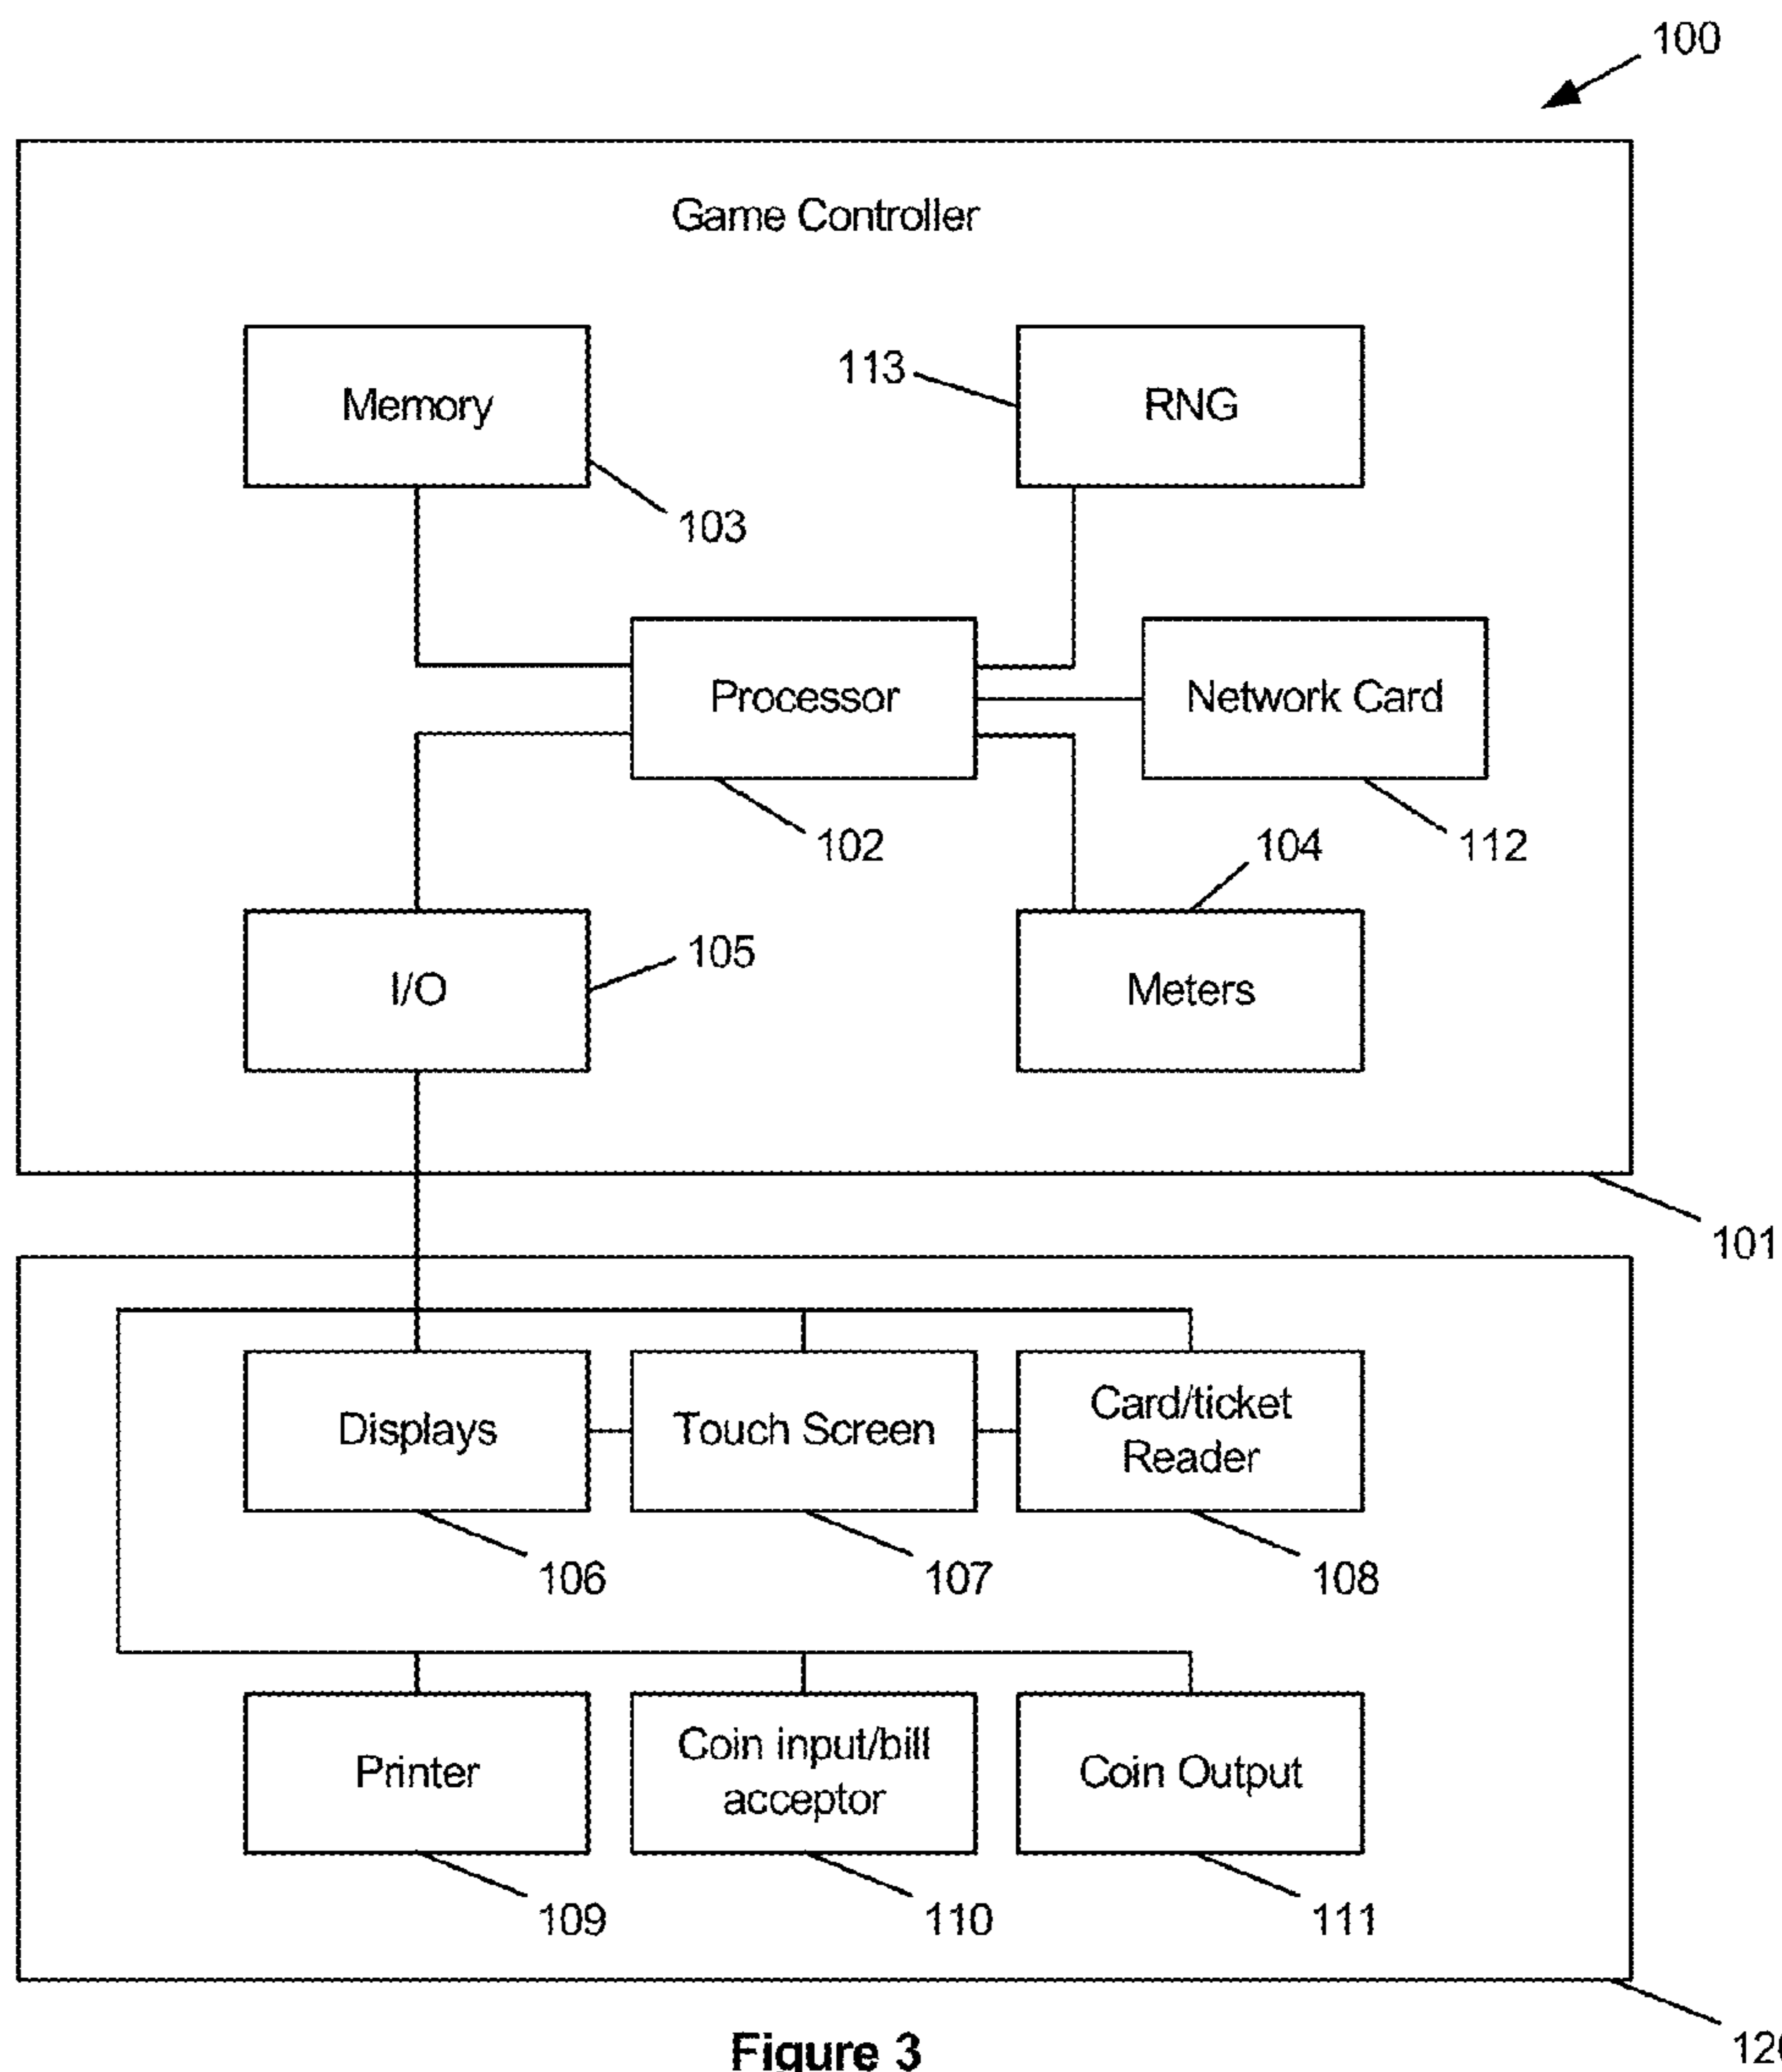 100
Game Controller
Memory
113
RNG
103
Processor
Network Card
102
104
112
I/O
105
Meters
101
Displays
Touch Screen
Card/ticket
Reader
106
107
108
Printer
Coin input/bill
acceptor
Coin Output
109
110
111
Figure 3